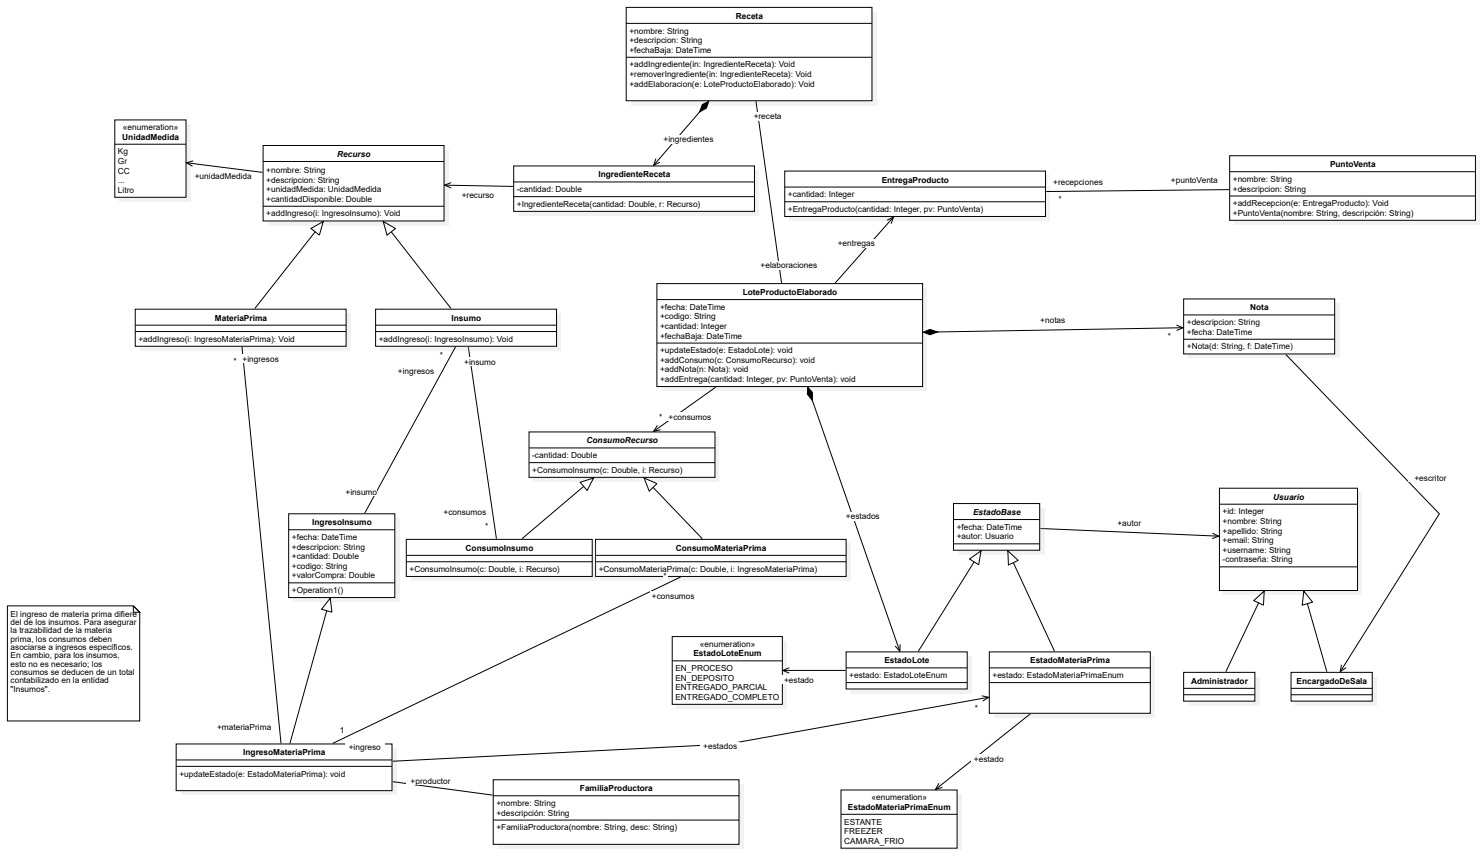 Receta
+nombre: String
+descripcion: String
+fechaBaja: DateTime
+addIngrediente(in: IngredienteReceta): Void
+removerIngrediente(in: IngredienteReceta): Void
+addElaboracion(e: LoteProductoElaborado): Void
+receta
+ingredientes
«enumeration»
UnidadMedida
Kg
Gr
CC
...
Litro
+unidadMedida
Recurso
+nombre: String
+descripcion: String
+unidadMedida: UnidadMedida
+cantidadDisponible: Double
+addIngreso(i: IngresoInsumo): Void
+recurso
IngredienteReceta
-cantidad: Double
+IngredienteReceta(cantidad: Double, r: Recurso)
EntregaProducto
+cantidad: Integer
+EntregaProducto(cantidad: Integer, pv: PuntoVenta)
+recepciones
*
+puntoVenta
PuntoVenta
+nombre: String
+descripcion: String
+addRecepcion(e: EntregaProducto): Void
+PuntoVenta(nombre: String, descripción: String)
+entregas
+elaboraciones
MateriaPrima
+addIngreso(i: IngresoMateriaPrima): Void
* +ingresos
Insumo
+addIngreso(i: IngresoInsumo): Void
*
+ingresos
+insumo
LoteProductoElaborado
+fecha: DateTime
+codigo: String
+cantidad: Integer
+fechaBaja: DateTime
+updateEstado(e: EstadoLote): void
+addConsumo(c: ConsumoRecurso): void
+addNota(n: Nota): void
+addEntrega(cantidad: Integer, pv: PuntoVenta): void
+notas
*
Nota
+descripcion: String
+fecha: DateTime
+Nota(d: String, f: DateTime)
* +consumos
ConsumoRecurso
-cantidad: Double
+ConsumoInsumo(c: Double, i: Recurso)
+escritor
+insumo
+consumos
*
+estados
IngresoInsumo
+fecha: DateTime
+descripcion: String
+cantidad: Double
+codigo: String
+valorCompra: Double
+Operation1()
ConsumoInsumo
+ConsumoInsumo(c: Double, i: Recurso)
ConsumoMateriaPrima
+ConsumoMateriaPrima(c: Double, i: IngresoMateriaPrima)
*
+consumos
EstadoBase
+fecha: DateTime
+autor: Usuario
+autor
Usuario
+id: Integer
+nombre: String
+apellido: String
+email: String
+username: String
-contraseña: String
El ingreso de materia prima difiere
del de los insumos. Para asegurar
la trazabilidad de la materia
prima, los consumos deben
asociarse a ingresos específicos.
En cambio, para los insumos,
esto no es necesario; los
consumos se deducen de un total
contabilizado en la entidad
"Insumos".
«enumeration»
EstadoLoteEnum
EN_PROCESO
EN_DEPOSITO
ENTREGADO_PARCIAL
ENTREGADO_COMPLETO
+estado
EstadoLote
+estado: EstadoLoteEnum
EstadoMateriaPrima
+estado: EstadoMateriaPrimaEnum
*
Administrador
EncargadoDeSala
+materiaPrima
1
+ingreso
IngresoMateriaPrima
+updateEstado(e: EstadoMateriaPrima): void
+estados
+estado
+productor
FamiliaProductora
+nombre: String
+descripción: String
+FamiliaProductora(nombre: String, desc: String)
«enumeration»
EstadoMateriaPrimaEnum
ESTANTE
FREEZER
CAMARA_FRIO